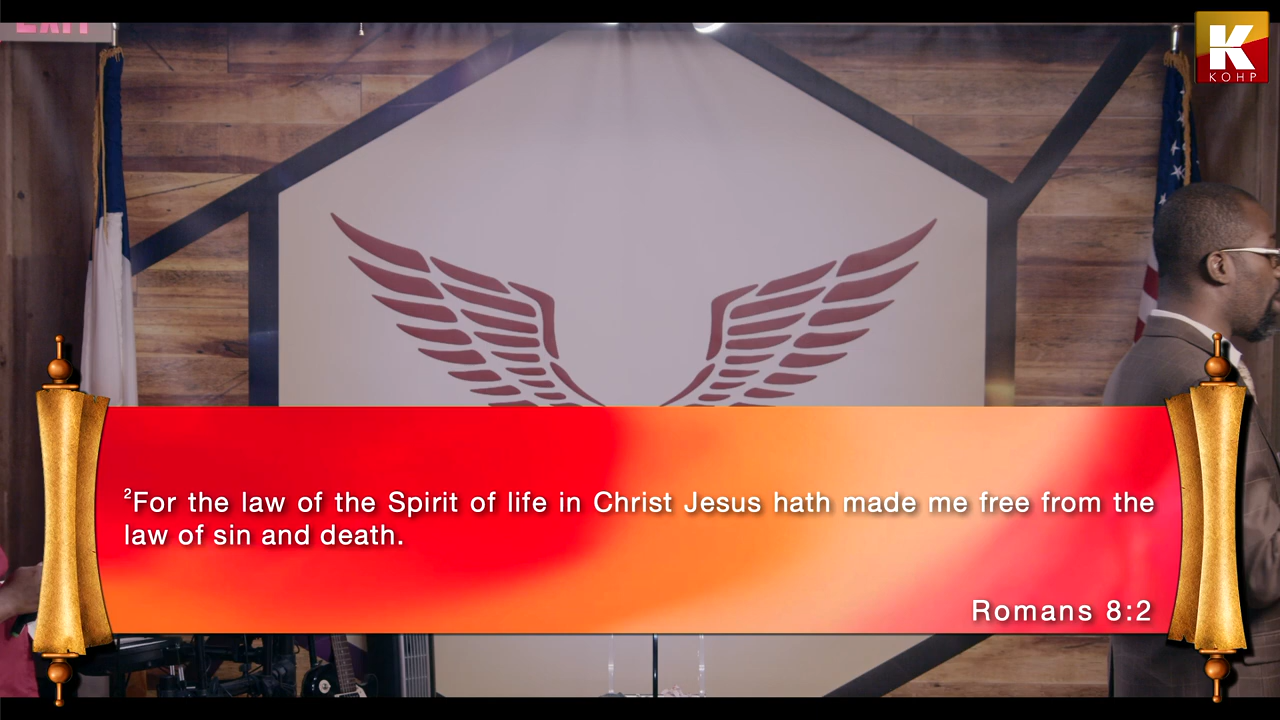 EXIT
K
KOHP
²For the law of the Spirit of life in Christ Jesus hath made me free from the
law of sin and death.
Romans 8:2